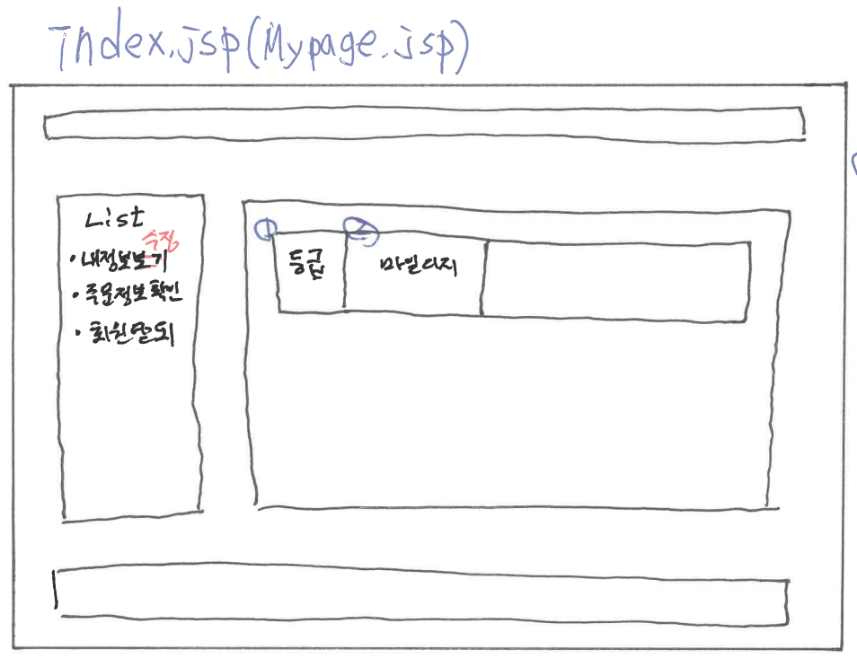 index.jsp(Mypage.jsp)
List
수정
• 내정보보기
• 주문정보확인
• 회원탈퇴
①
②
등급
마일리지